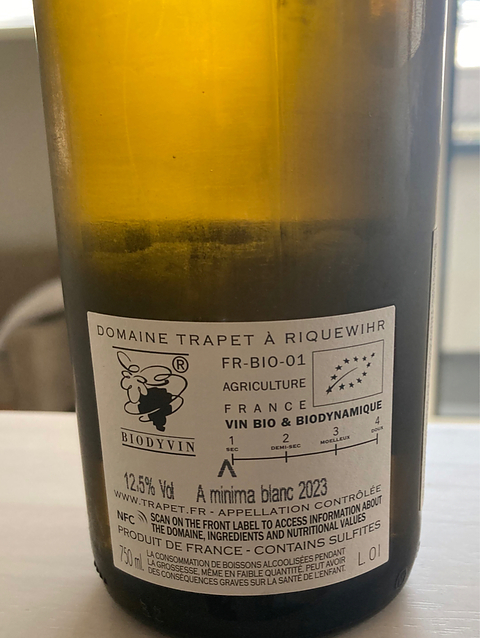 DOMAINE TRAPET À RIQUEWIHR
®
BIODYVIN
FR-BIO-01
AGRICULTURE
FRANCE
VIN BIO & BIODYNAMIQUE
1 2 3 4
SEC DEMI-SEC MOELLEUX DOUX
12,5% Vol A minima blanc 2023
WWW.TRAPET.FR - APPELLATION CONTRÔLÉE
NFC SCAN ON THE FRONT LABEL TO ACCESS INFORMATION ABOUT
THE DOMAINE, INGREDIENTS AND NUTRITIONAL VALUES
PRODUIT DE FRANCE - CONTAINS SULFITES
750 ml
LA CONSOMMATION DE BOISSONS ALCOOLISÉES PENDANT
LA GROSSESSE, MÊME EN FAIBLE QUANTITÉ, PEUT AVOIR
DES CONSÉQUENCES GRAVES SUR LA SANTÉ DE L'ENFANT.
L 01